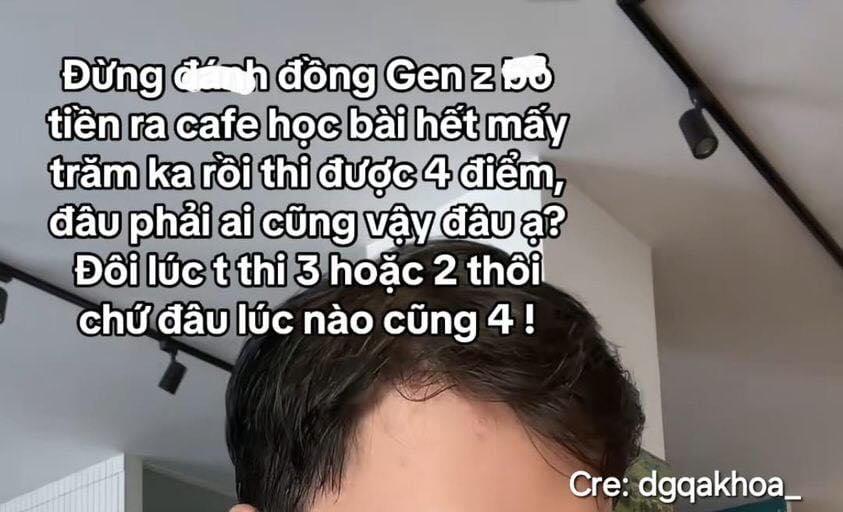 Đừng đánh đồng Gen z bỏ
tiền ra cafe học bài hết mấy
trăm ka rồi thi được 4 điểm,
đâu phải ai cũng vậy đâu ạ?
Đôi lúc t thi 3 hoặc 2 thôi
chứ đâu lúc nào cũng 4 !
Cre: dgqakhoa_